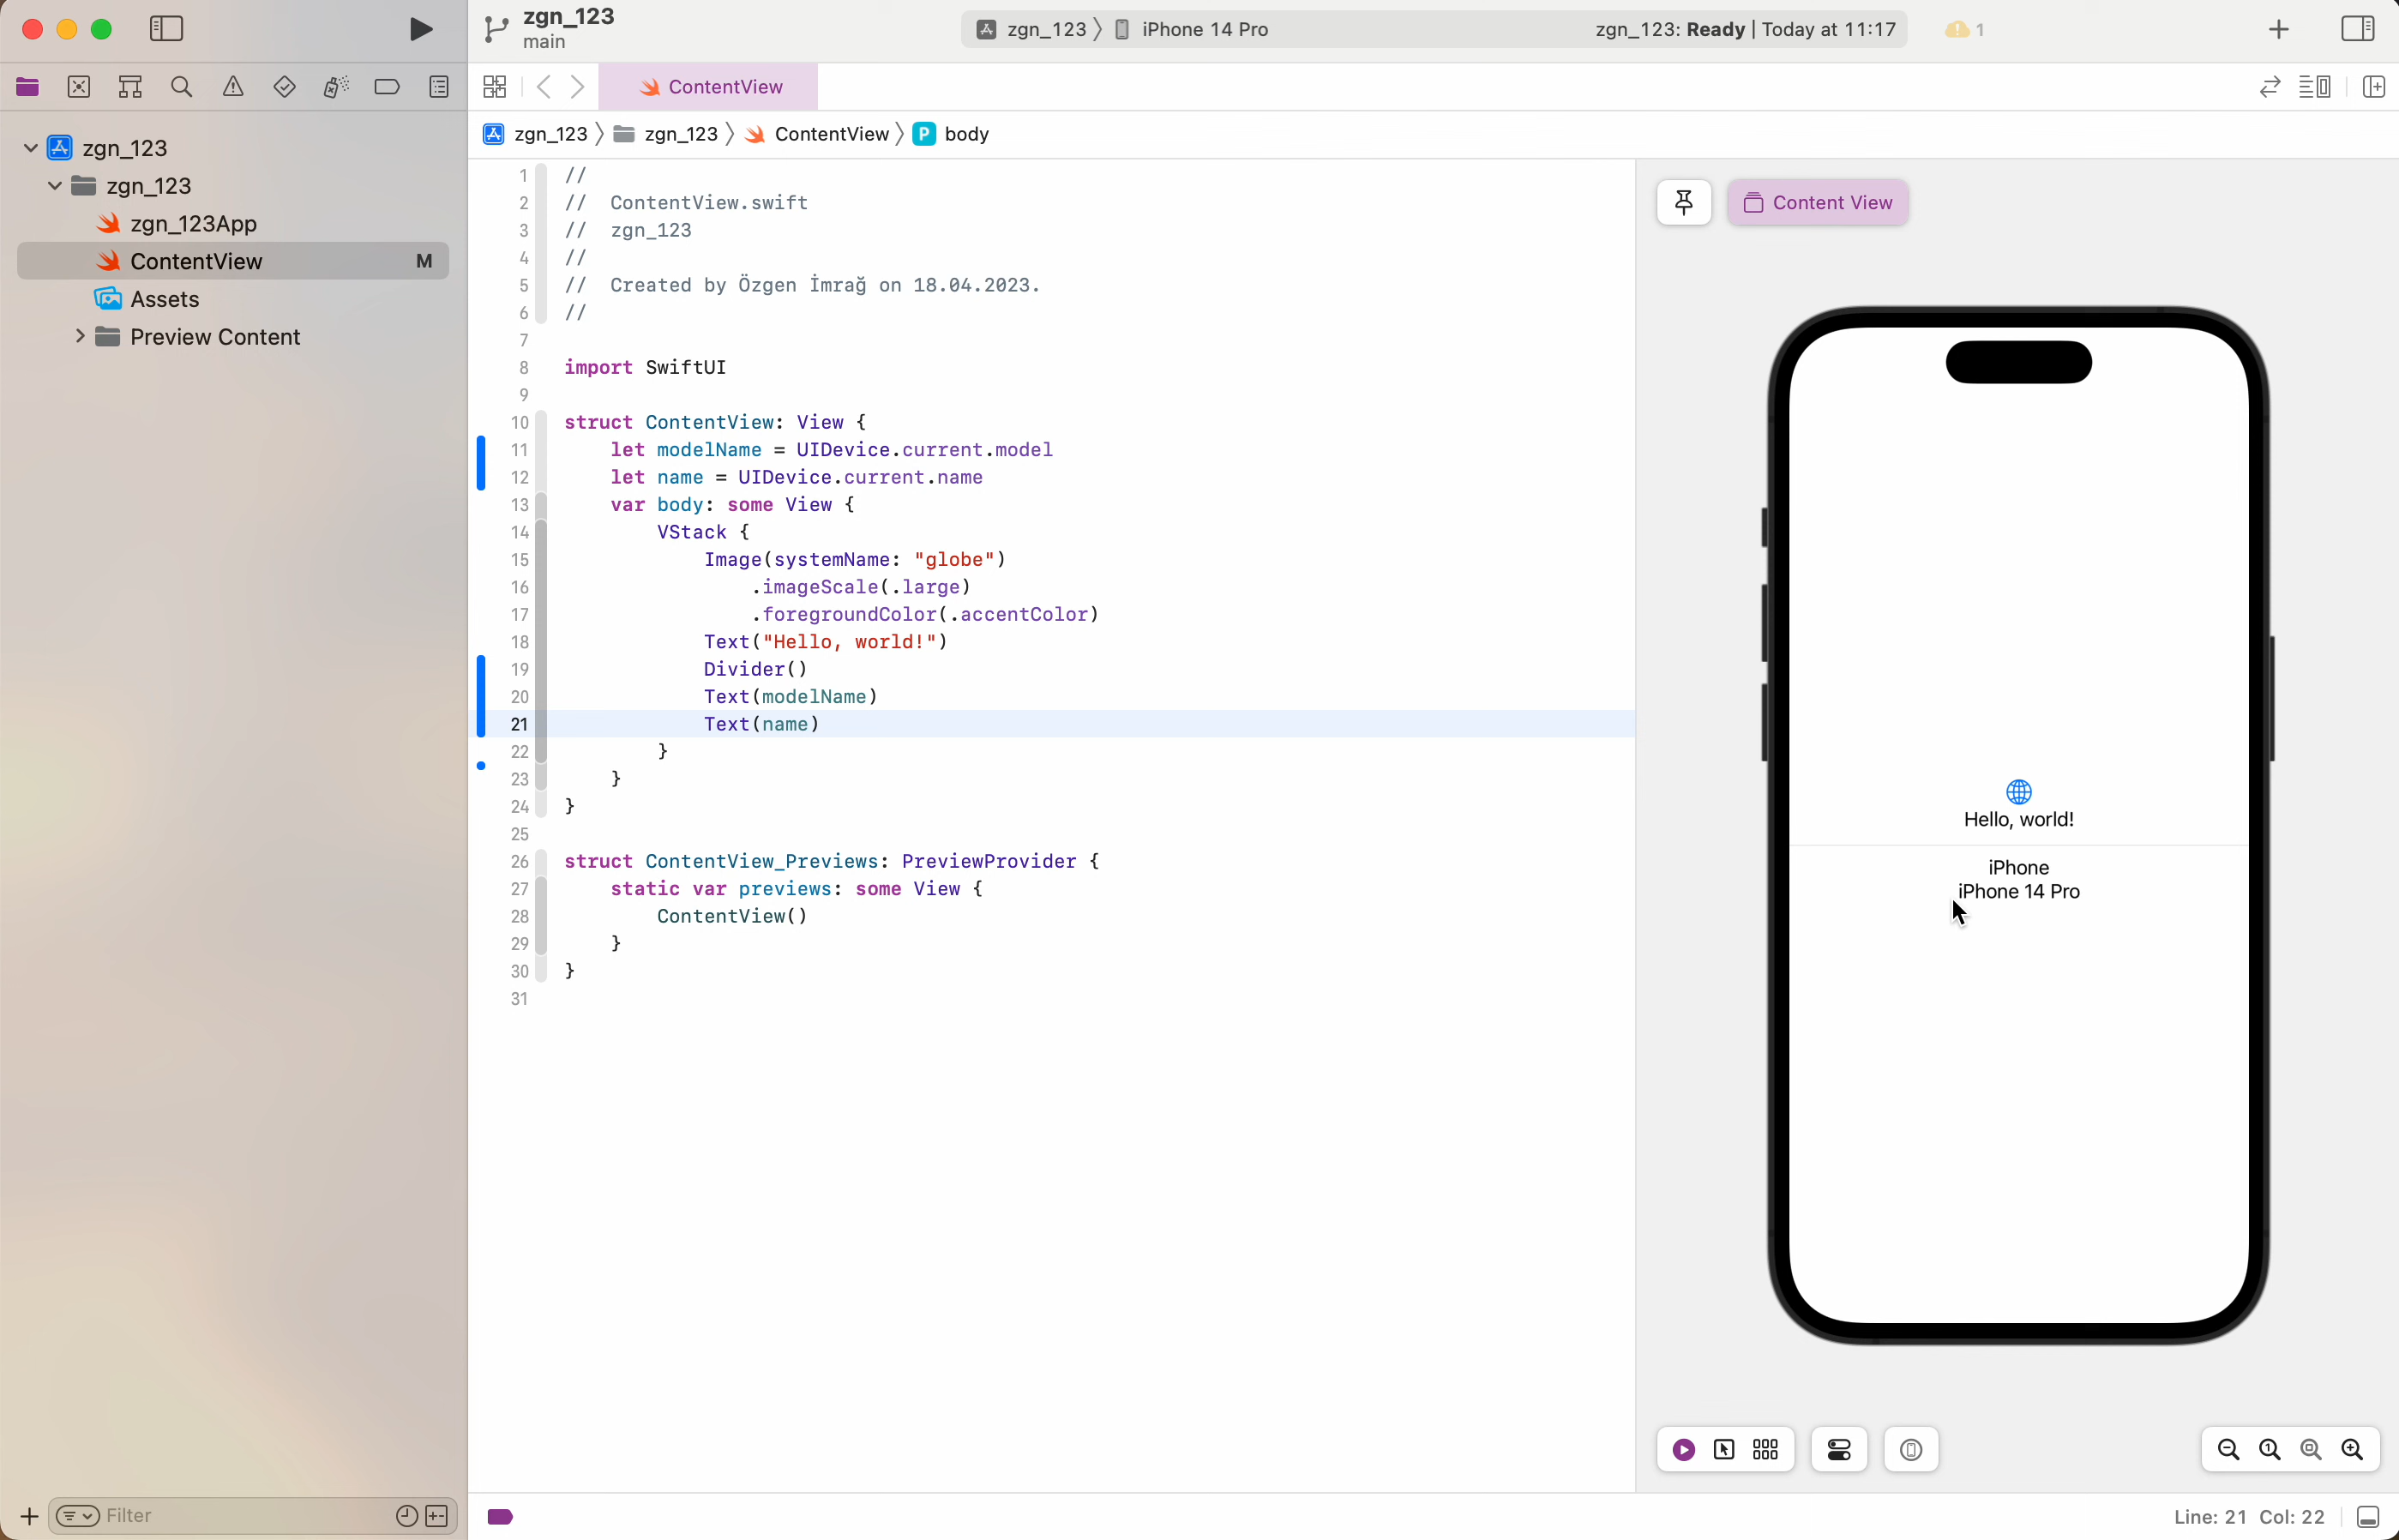 zgn_123
main
zgn_123 〉 iPhone 14 Pro
zgn_123: Ready | Today at 11:17
1
ContentView
zgn_123 〉 zgn_123 〉 ContentView 〉 P body
zgn_123
zgn_123
zgn_123App
ContentView M
Assets
Preview Content
Filter
1 //
2 //  ContentView.swift
3 //  zgn_123
4 //
5 //  Created by Özgen İmrağ on 18.04.2023.
6 //
7
8 import SwiftUI
9
10 struct ContentView: View {
11     let modelName = UIDevice.current.model
12     let name = UIDevice.current.name
13     var body: some View {
14         VStack {
15             Image(systemName: "globe")
16                 .imageScale(.large)
17                 .foregroundColor(.accentColor)
18             Text("Hello, world!")
19             Divider()
20             Text(modelName)
21             Text(name)
22         }
23     }
24 }
25
26 struct ContentView_Previews: PreviewProvider {
27     static var previews: some View {
28         ContentView()
29     }
30 }
31
Content View
Hello, world!
iPhone
iPhone 14 Pro
Line: 21 Col: 22